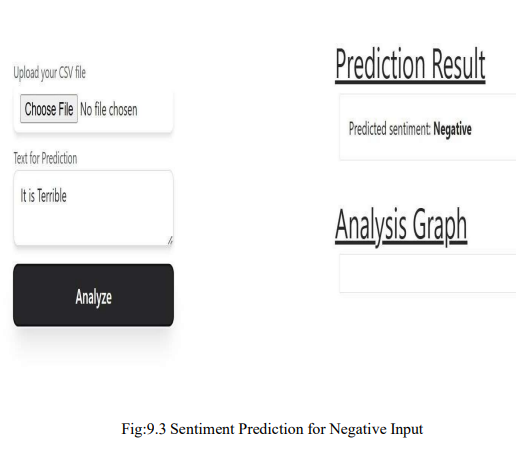 Upload your CSV file
Choose File No file chosen
Text for Prediction
It is Terrible
Analyze
Prediction Result
Predicted sentiment: Negative
Analysis Graph
Fig:9.3 Sentiment Prediction for Negative Input